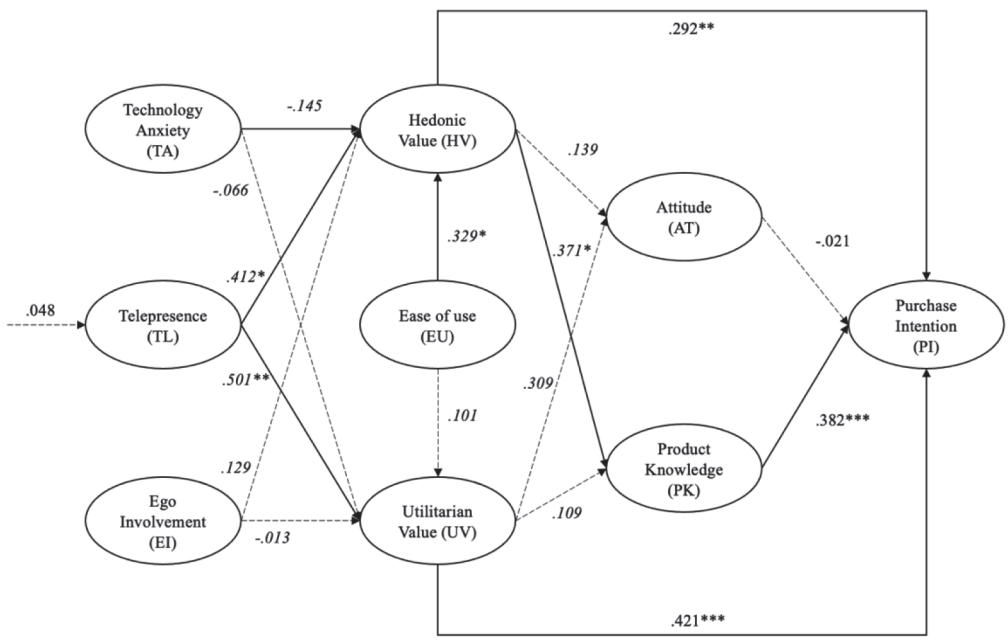 .292**
Technology
Anxiety
(TA)
-.145
Hedonic
Value (HV)
.139
-.066
Attitude
(AT)
-.021
.329*
.371*
.412*
.048
Telepresence
(TL)
Ease of use
(EU)
Purchase
Intention
(PI)
.501**
.309
.101
.382***
.129
Product
Knowledge
(PK)
Ego
Involvement
(EI)
-.013
Utilitarian
Value (UV)
.109
.421***